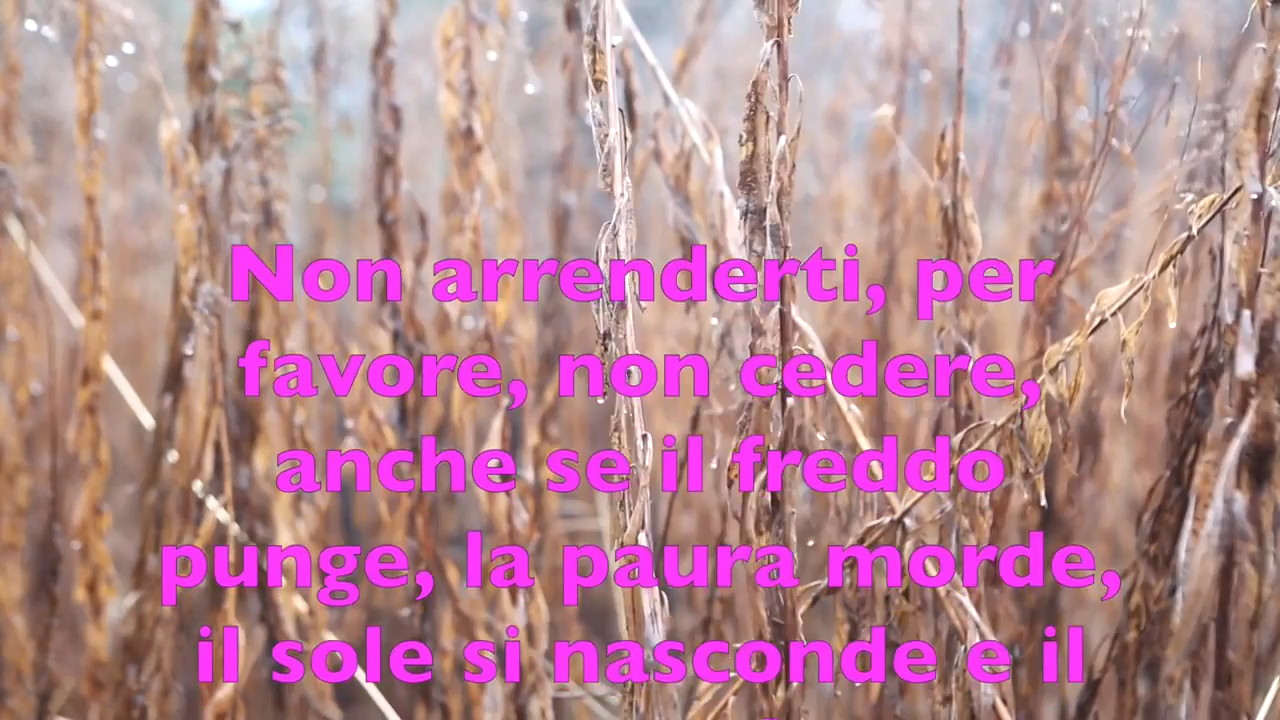 Non arrenderti, per
favore, non cedere,
anche se il freddo
punge, la paura morde,
il sole si nasconde e il